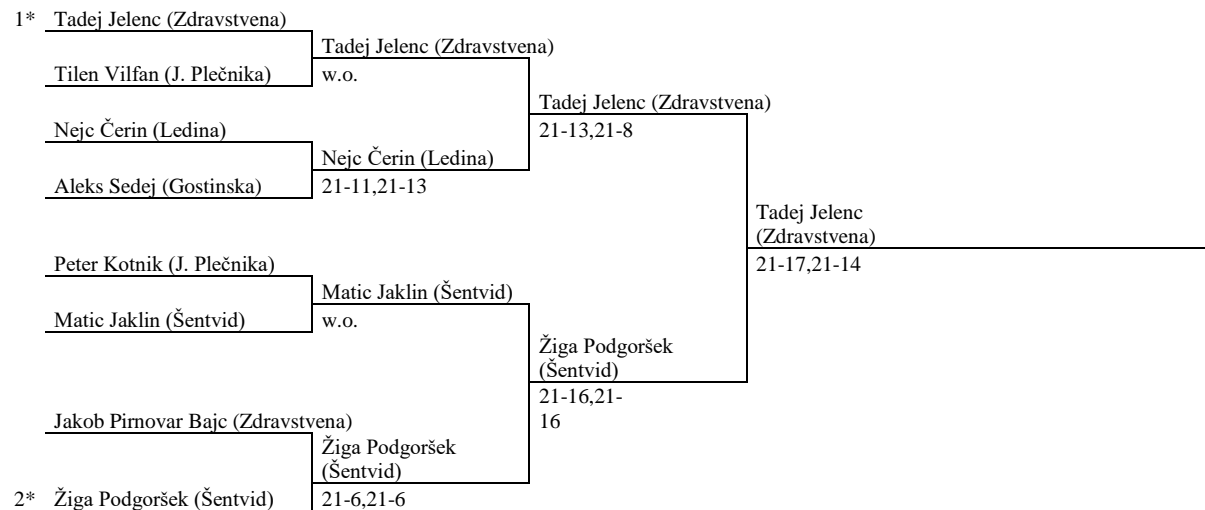 1* Tadej Jelenc (Zdravstvena)
Tadej Jelenc (Zdravstvena)
Tilen Vilfan (J. Plečnika)
w.o.
Tadej Jelenc (Zdravstvena)
Nejc Čerin (Ledina)
21-13,21-8
Nejc Čerin (Ledina)
Aleks Sedej (Gostinska)
21-11,21-13
Tadej Jelenc
(Zdravstvena)
Peter Kotnik (J. Plečnika)
21-17,21-14
Matic Jaklin (Šentvid)
Matic Jaklin (Šentvid)
w.o.
Žiga Podgoršek
(Šentvid)
21-16,21-
16
Jakob Pirnovar Bajc (Zdravstvena)
Žiga Podgoršek
(Šentvid)
2* Žiga Podgoršek (Šentvid)
21-6,21-6